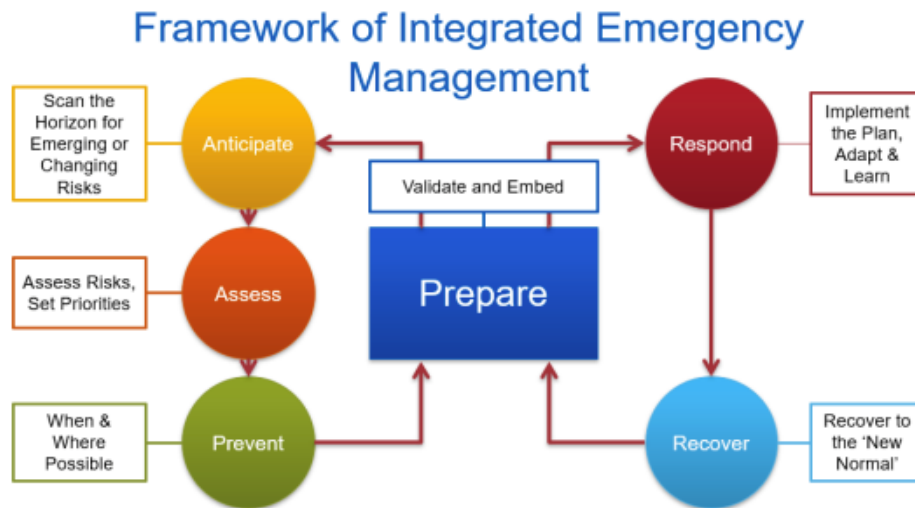 Framework of Integrated Emergency
Management
Scan the
Horizon for
Emerging or
Changing
Risks
Anticipate
Respond
Implement
the Plan,
Adapt &
Learn
Validate and Embed
Assess Risks,
Set Priorities
Assess
Prepare
When &
Where
Possible
Prevent
Recover
Recover to
the ‘New
Normal’